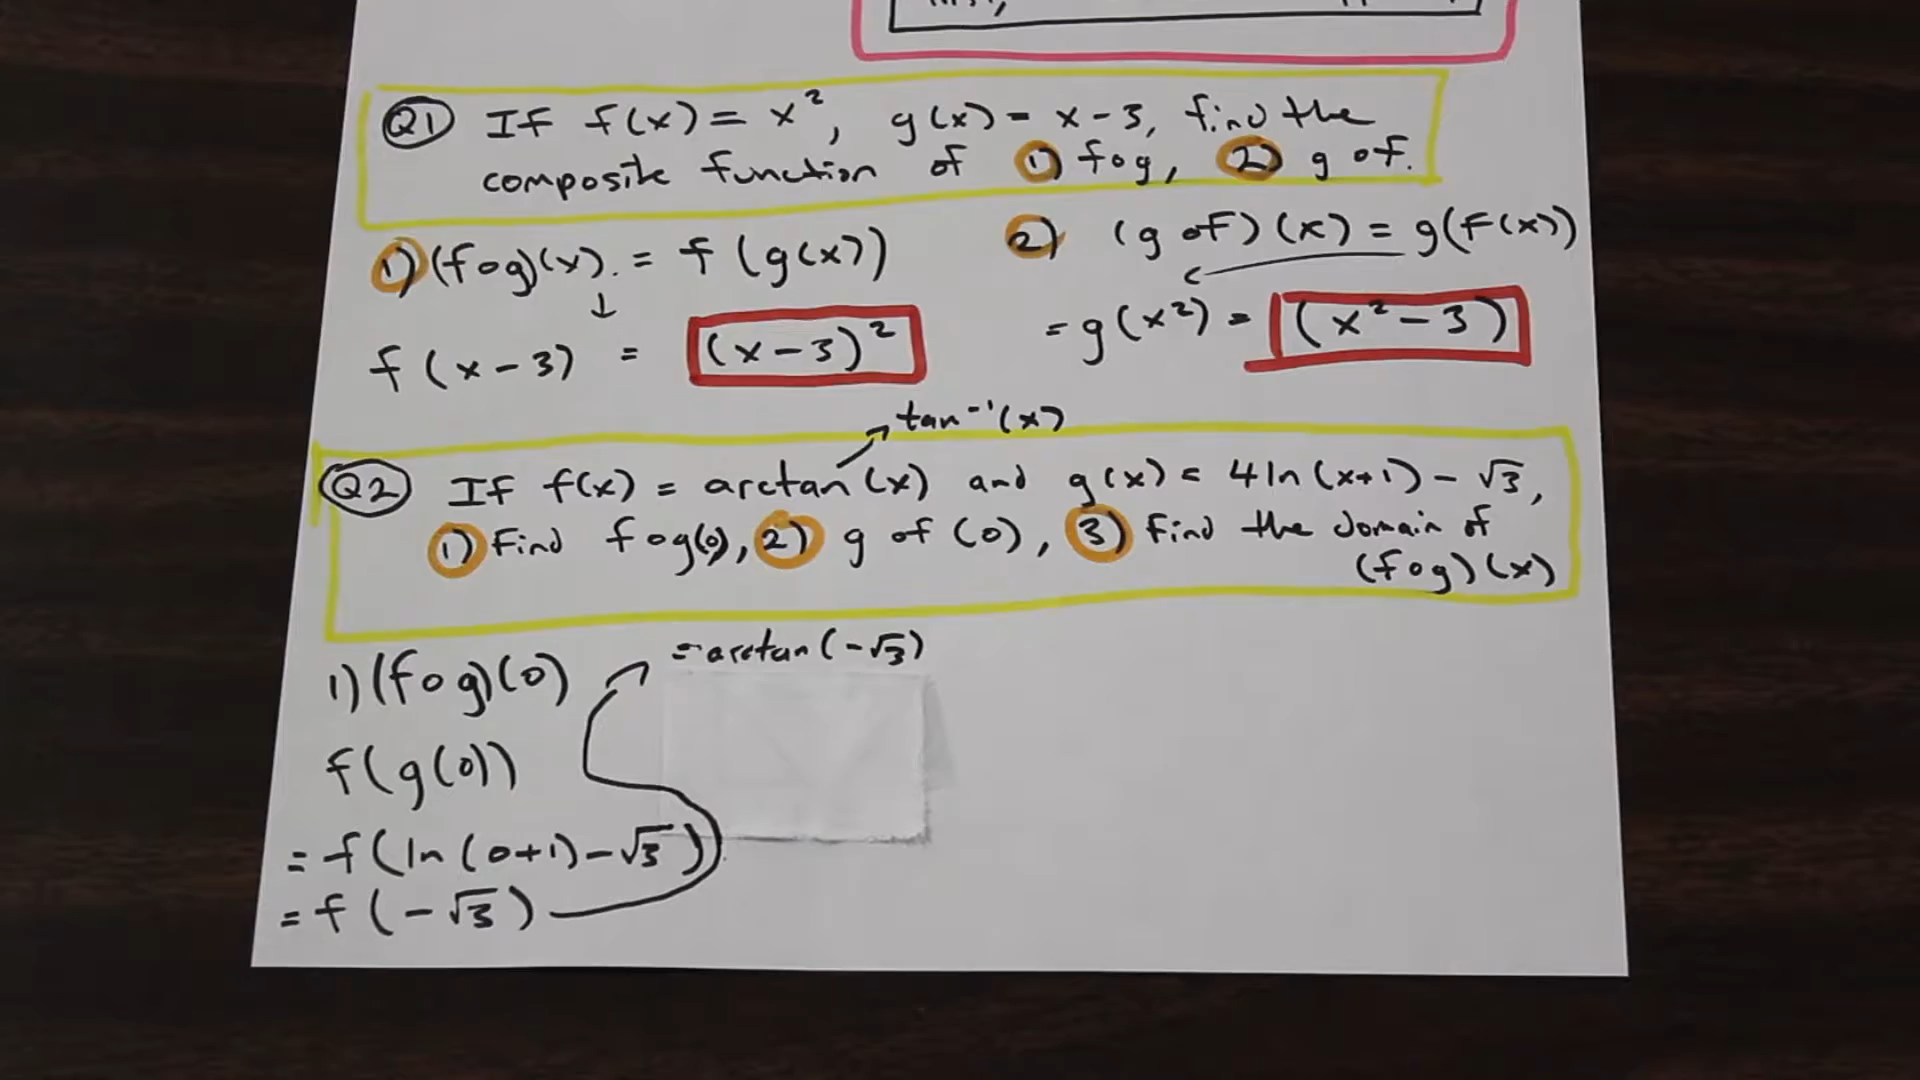 Q1 If f(x) = x², g(x) = x - 3, find the
composite function of 1) fog, 2) g of.
1) (fog)(x). = f(g(x))
↓
f(x-3) = (x-3)²
2) (g of)(x) = g(f(x))
= g(x²) = (x² - 3)
tan⁻¹(x)
Q2 If f(x) = arctan(x) and g(x) = 4ln(x+1) - √3,
1) Find fog(0), 2) g of (0), 3) Find the domain of
(fog)(x)
1) (fog)(0)
f(g(0))
= f(ln(0+1)-√3)
= f(-√3)
= arctan(-√3)